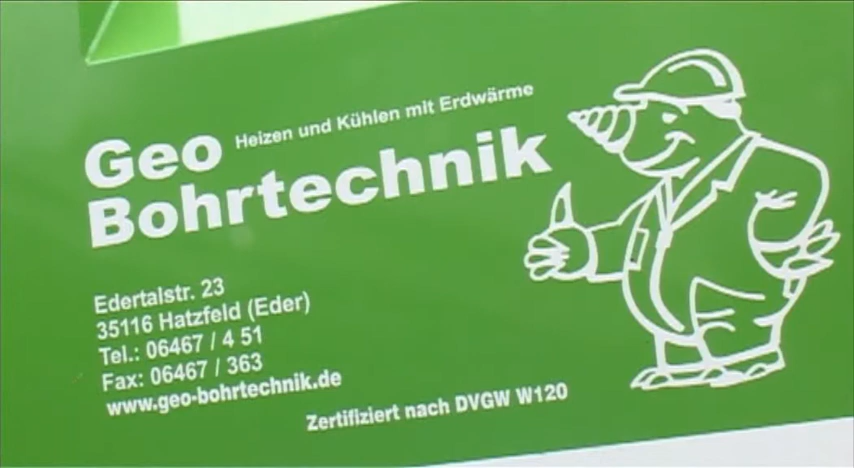 Geo Heizen und Kühlen mit Erdwärme
Bohrtechnik
Edertalstr. 23
35116 Hatzfeld (Eder)
Tel.: 06467 / 4 51
Fax: 06467 / 363
www.geo-bohrtechnik.de
Zertifiziert nach DVGW W120